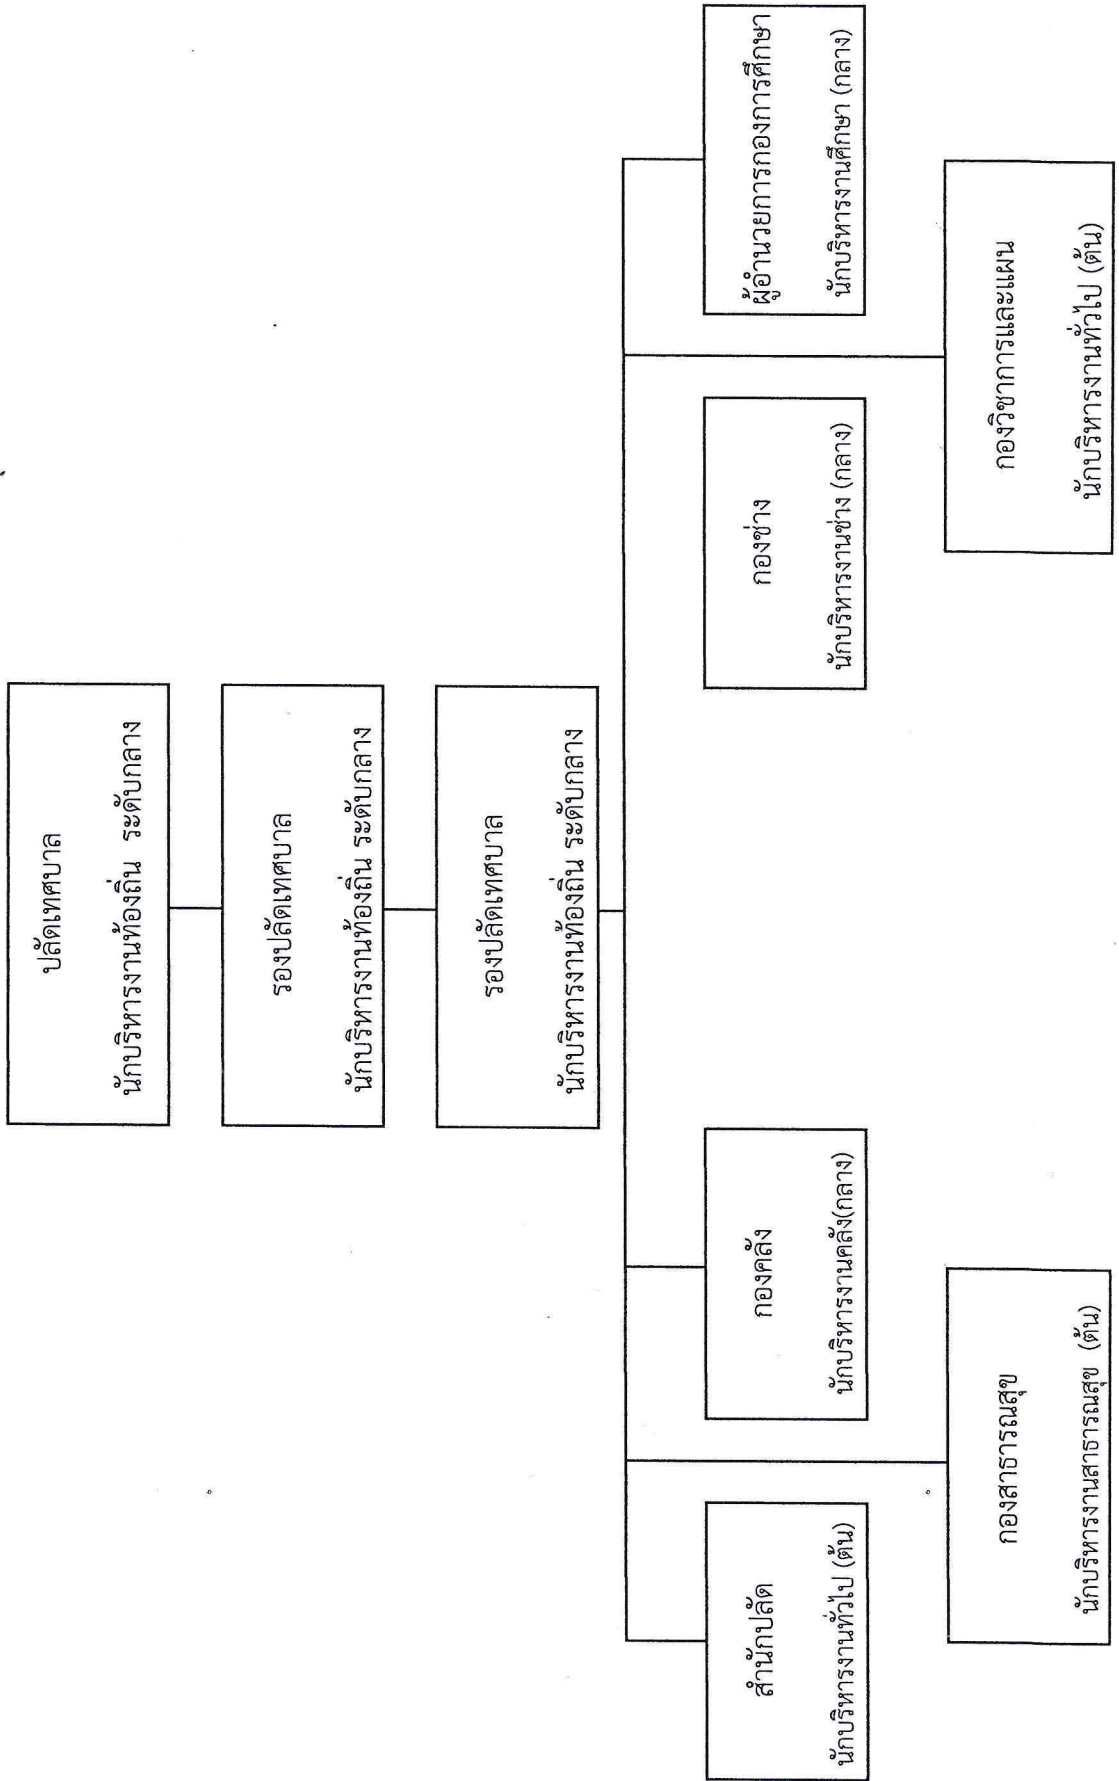 ปลัดเทศบาล
นักบริหารงานท้องถิ่น ระดับกลาง
รองปลัดเทศบาล
นักบริหารงานท้องถิ่น ระดับกลาง
รองปลัดเทศบาล
นักบริหารงานท้องถิ่น ระดับกลาง
สำนักปลัด
นักบริหารงานทั่วไป (ต้น)
กองคลัง
นักบริหารงานคลัง(กลาง)
กองช่าง
นักบริหารงานช่าง (กลาง)
ผู้อำนวยการกองการศึกษา
นักบริหารงานศึกษา (กลาง)
กองสาธารณสุข
นักบริหารงานสาธารณสุข (ต้น)
กองวิชาการและแผน
นักบริหารงานทั่วไป (ต้น)